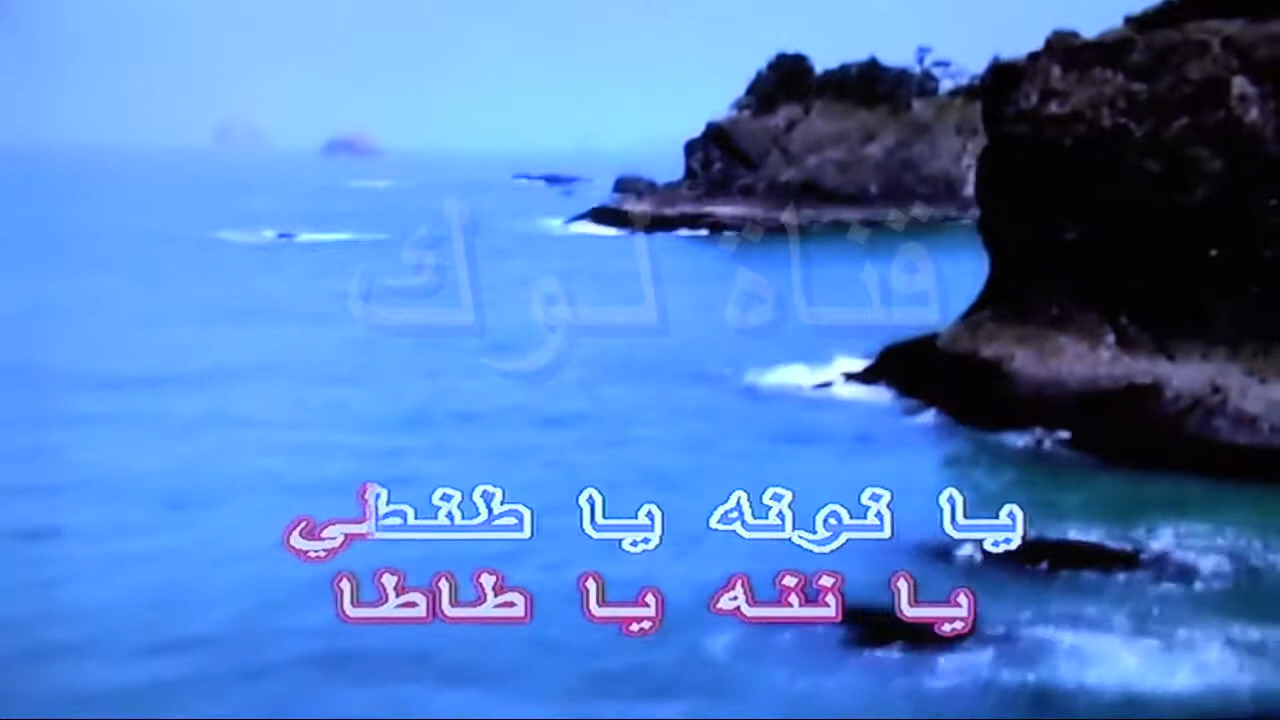 قناة لوك
يا نونه يا طنطي
يا ننه يا طاطا